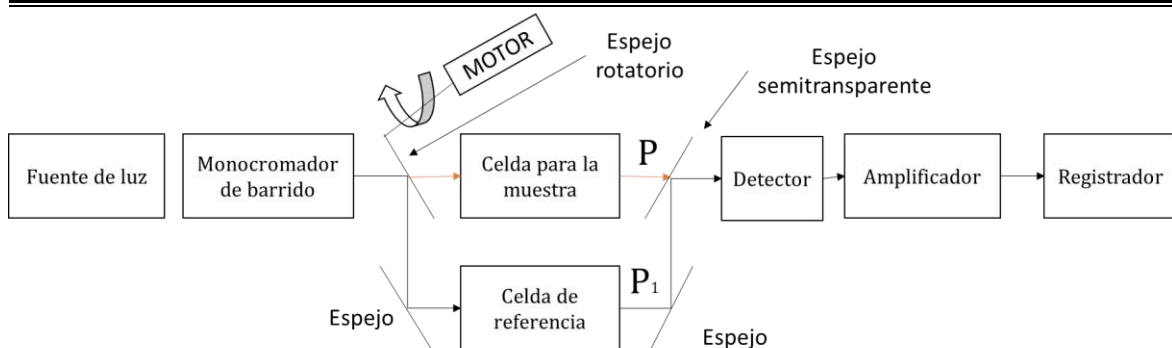 MOTOR
Espejo
rotatorio
Espejo
semitransparente
Fuente de luz
Monocromador
de barrido
Celda para la
muestra
P
Detector
Amplificador
Registrador
Espejo
Celda de
referencia
P1
Espejo